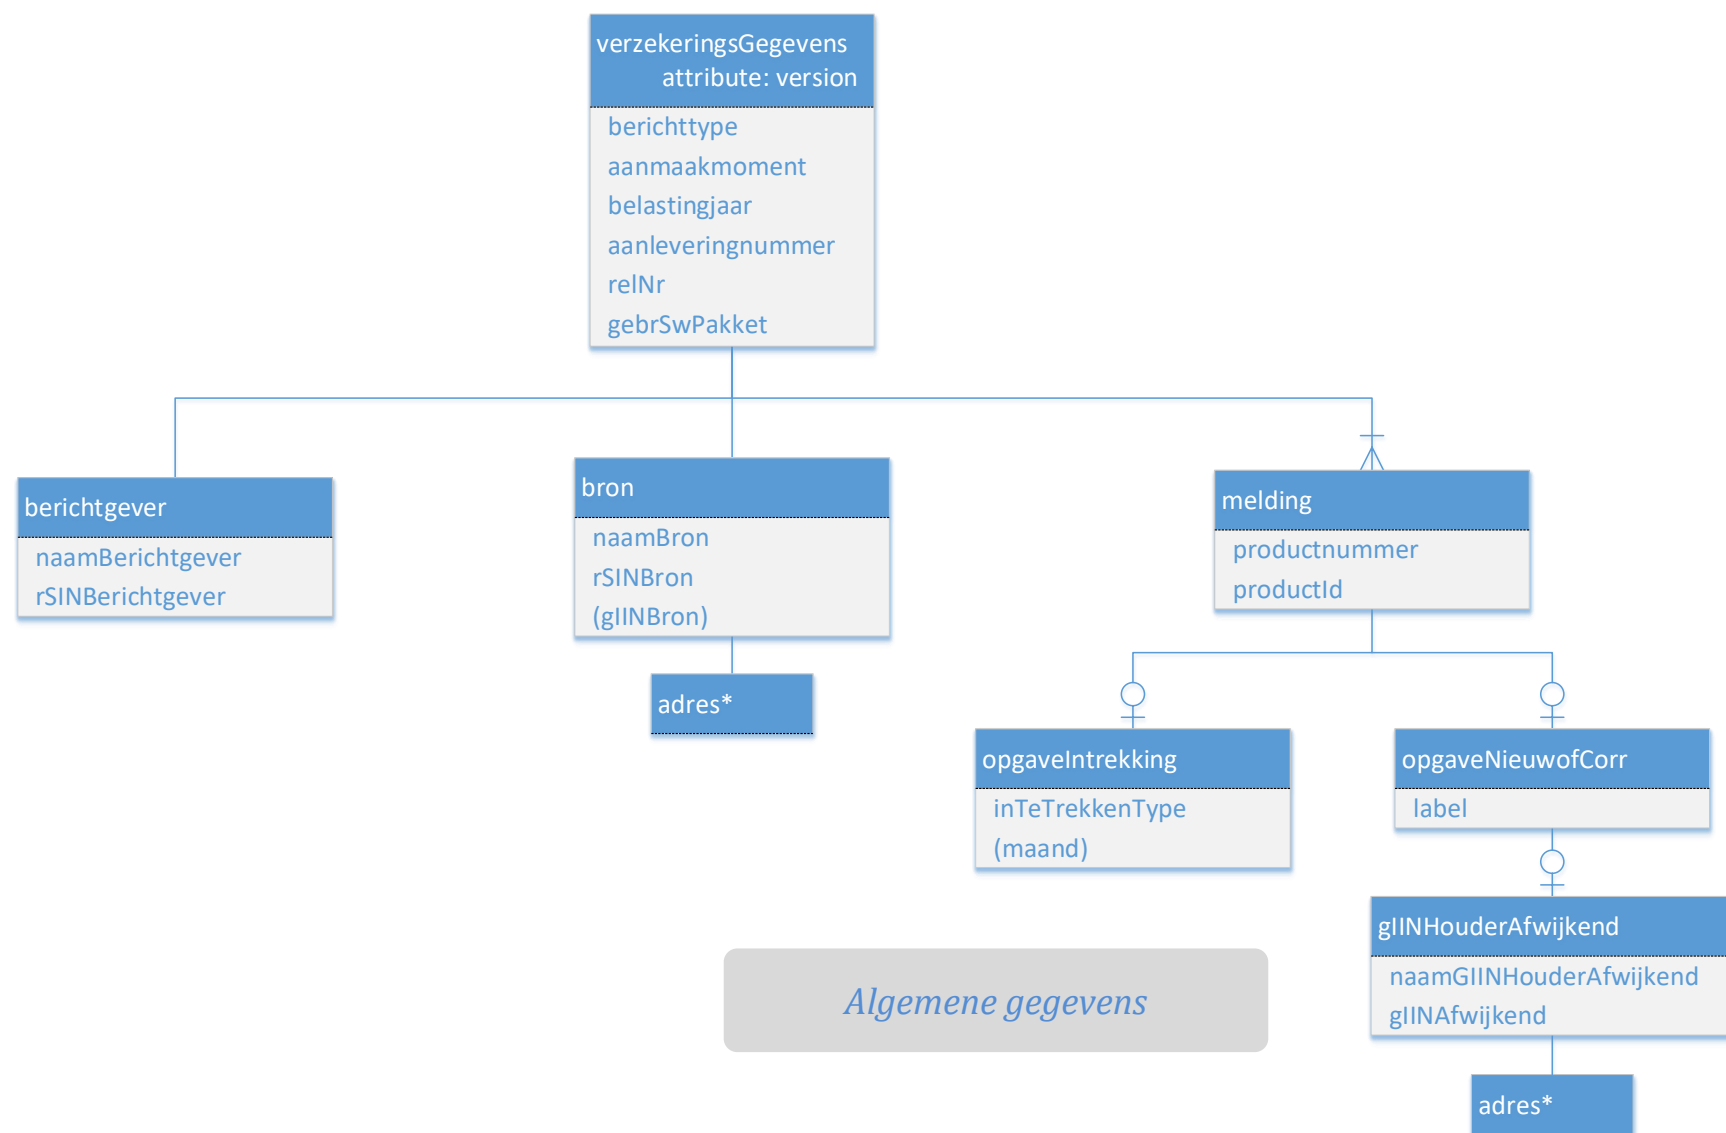 verzekeringsGegevens
attribute: version
berichttype
aanmaakmoment
belastingjaar
aanleveringnummer
relNr
gebrSwPakket
berichtgever
naamBerichtgever
rSINBerichtgever
bron
naamBron
rSINBron
(gIINBron)
adres*
melding
productnummer
productId
opgaveIntrekking
inTeTrekkenType
(maand)
opgaveNieuwofCorr
label
gIINHouderAfwijkend
naamGIINHouderAfwijkend
gIINAfwijkend
adres*
Algemene gegevens